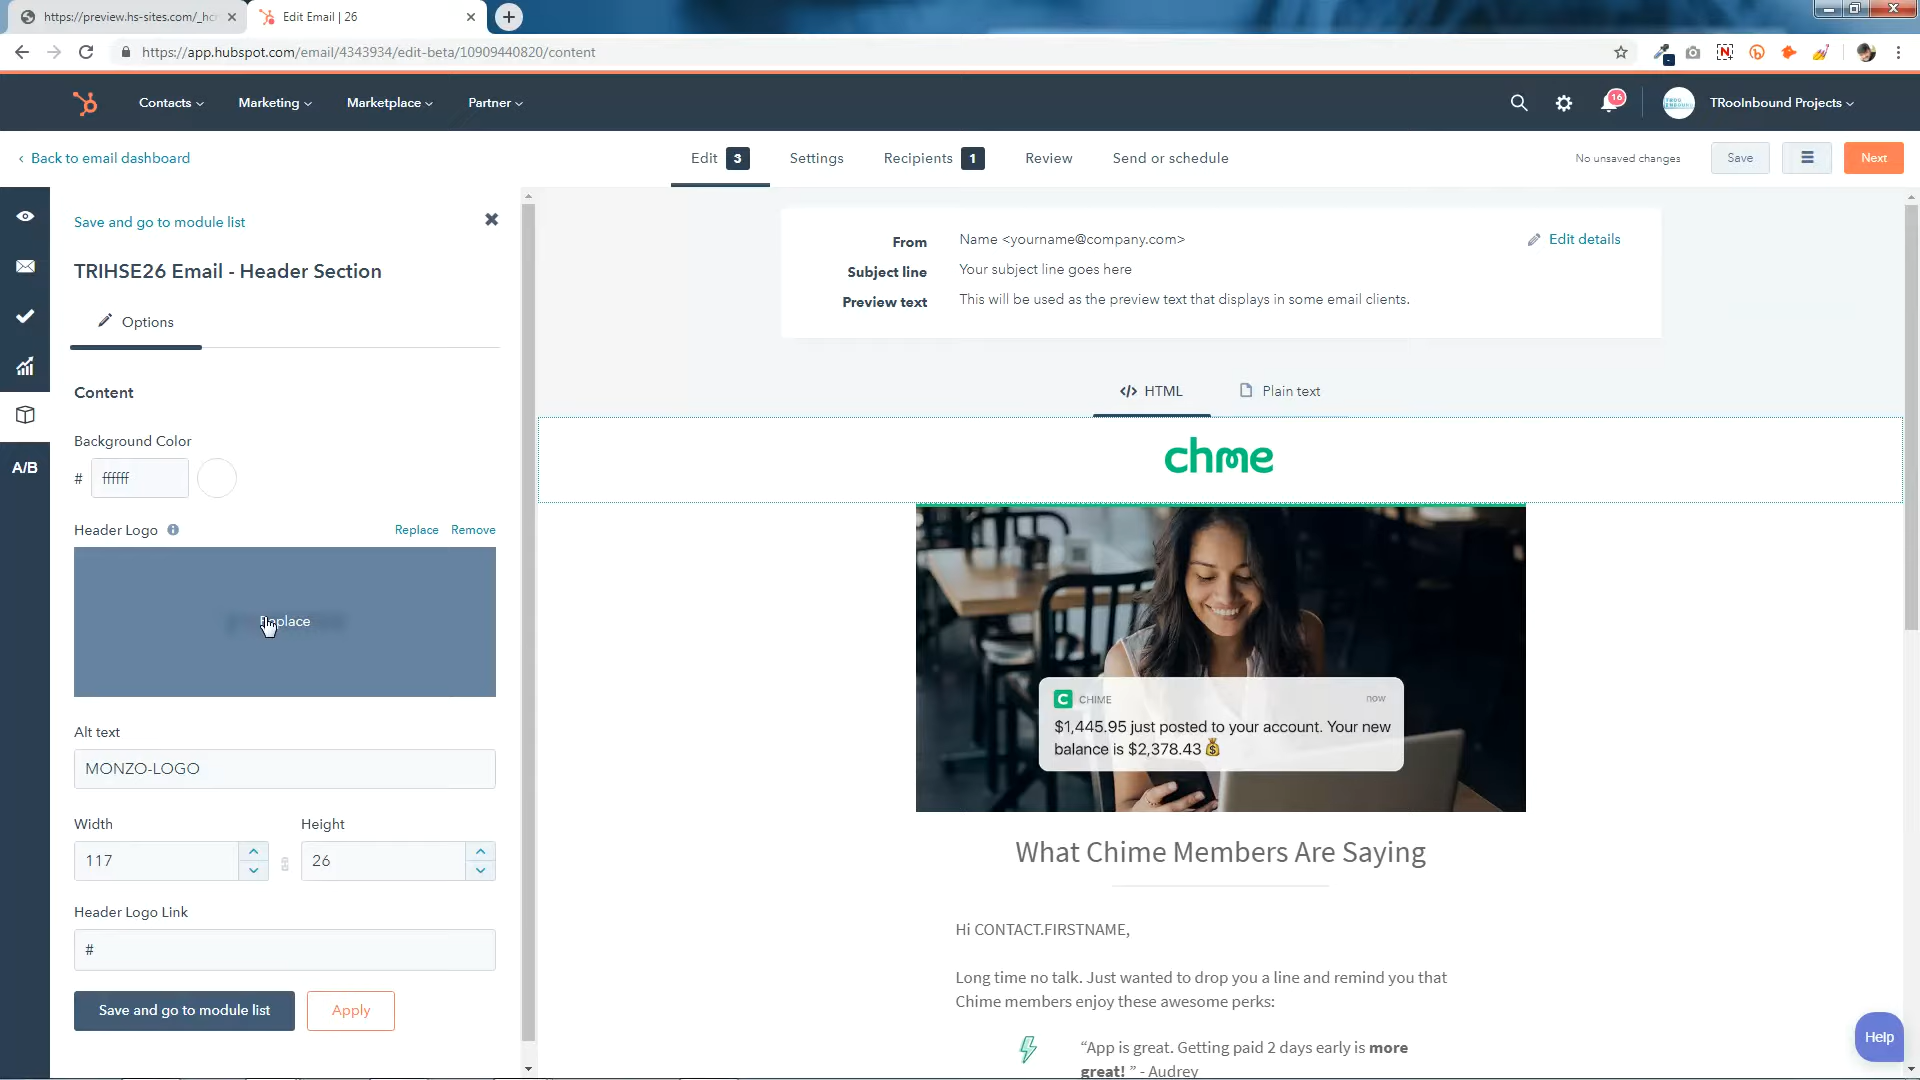 https://preview.hs-sites.com/_hc
Edit Email | 26
https://app.hubspot.com/email/4343934/edit-beta/10909440820/content
Contacts
Marketing
Marketplace
Partner
16
TRooInbound Projects
Back to email dashboard
Edit 3
Settings
Recipients 1
Review
Send or schedule
No unsaved changes
Save
Next
Save and go to module list
TRIHSE26 Email - Header Section
Options
Content
Background Color
# ffffff
Header Logo
Replace
Remove
Replace
Alt text
MONZO-LOGO
Width
Height
117
26
Header Logo Link
#
Save and go to module list
Apply
A/B
From Name <yourname@company.com>
Edit details
Subject line Your subject line goes here
Preview text This will be used as the preview text that displays in some email clients.
</> HTML
Plain text
chme
C CHIME now
$1,445.95 just posted to your account. Your new
balance is $2,378.43 💰
What Chime Members Are Saying
Hi CONTACT.FIRSTNAME,
Long time no talk. Just wanted to drop you a line and remind you that
Chime members enjoy these awesome perks:
“App is great. Getting paid 2 days early is more
great! ” - Audrey
Help